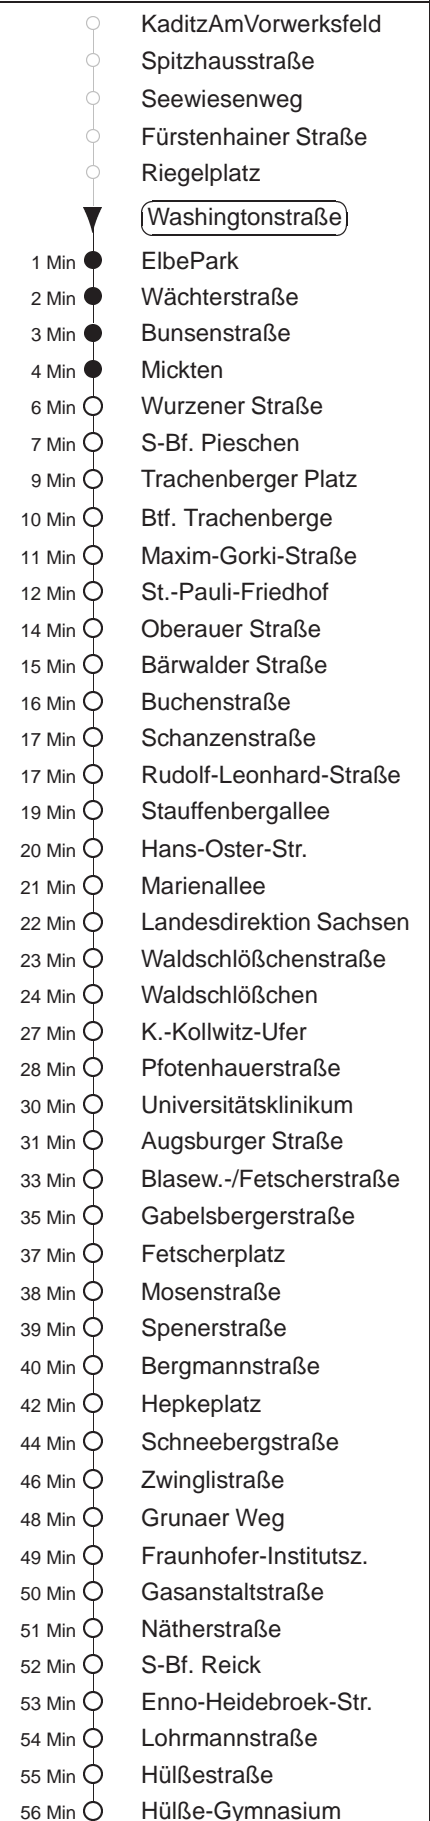 KaditzAmVorwerksfeld
Spitzhausstraße
Seewiesenweg
Fürstenhainer Straße
Riegelplatz
Washingtonstraße
1 Min ElbePark
2 Min Wächterstraße
3 Min Bunsenstraße
4 Min Mickten
6 Min Wurzener Straße
7 Min S-Bf. Pieschen
9 Min Trachenberger Platz
10 Min Btf. Trachenberge
11 Min Maxim-Gorki-Straße
12 Min St.-Pauli-Friedhof
14 Min Oberauer Straße
15 Min Bärwalder Straße
16 Min Buchenstraße
17 Min Schanzenstraße
17 Min Rudolf-Leonhard-Straße
19 Min Stauffenbergallee
20 Min Hans-Oster-Str.
21 Min Marienallee
22 Min Landesdirektion Sachsen
23 Min Waldschlößchenstraße
24 Min Waldschlößchen
27 Min K.-Kollwitz-Ufer
28 Min Pfotenhauerstraße
30 Min Universitätsklinikum
31 Min Augsburger Straße
33 Min Blasew.-/Fetscherstraße
35 Min Gabelsbergerstraße
37 Min Fetscherplatz
38 Min Mosenstraße
39 Min Spenerstraße
40 Min Bergmannstraße
42 Min Hepkeplatz
44 Min Schneebergstraße
46 Min Zwinglistraße
48 Min Grunaer Weg
49 Min Fraunhofer-Institutsz.
50 Min Gasanstaltstraße
51 Min Nätherstraße
52 Min S-Bf. Reick
53 Min Enno-Heidebroek-Str.
54 Min Lohrmannstraße
55 Min Hülßestraße
56 Min Hülße-Gymnasium